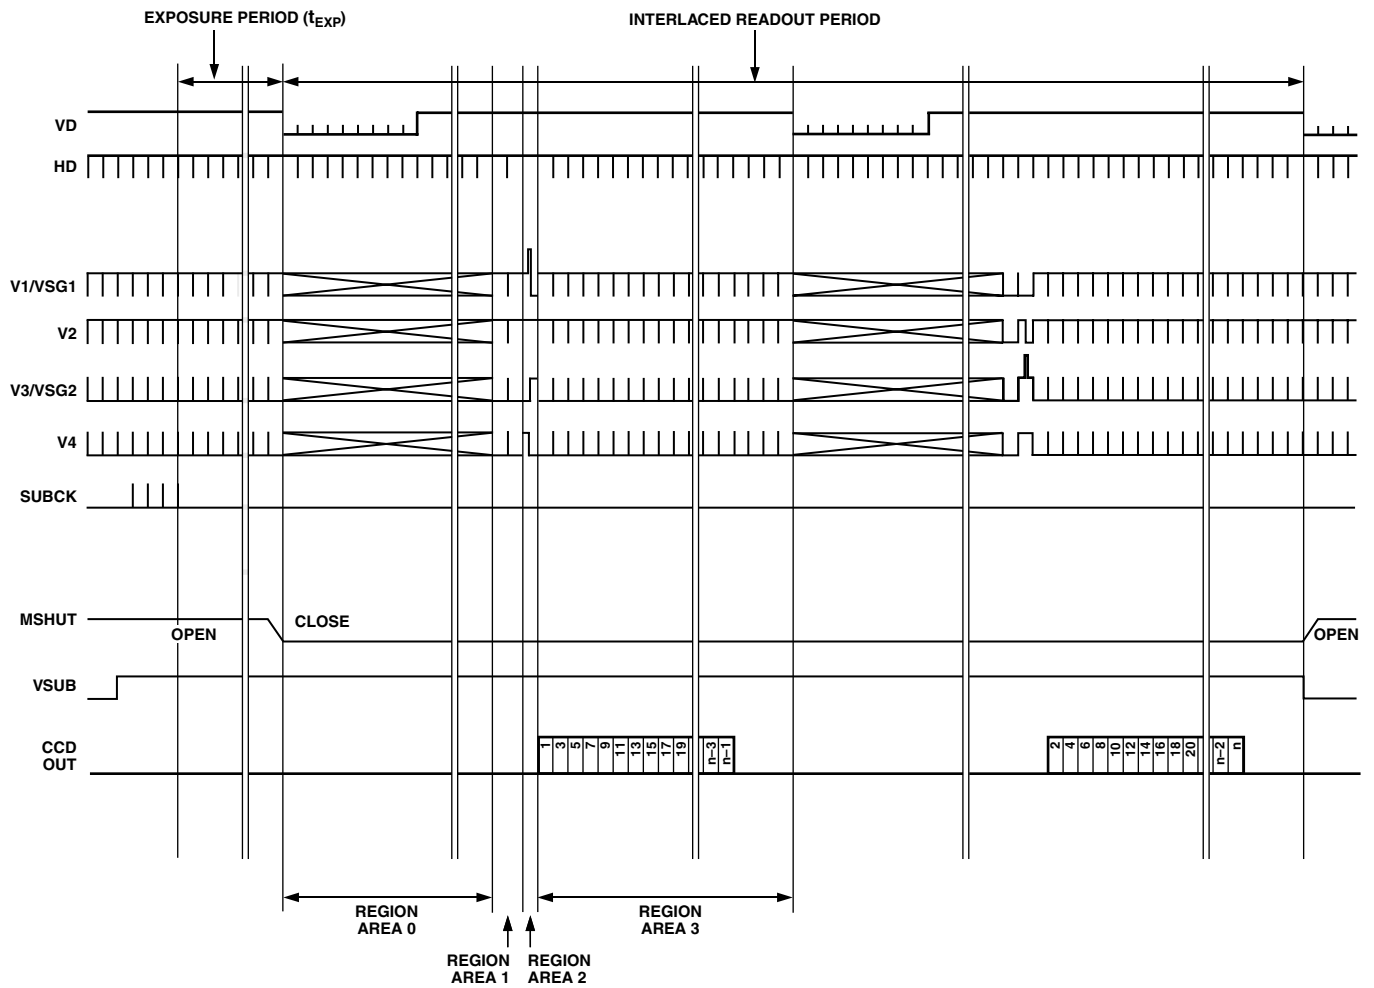 EXPOSURE PERIOD (tEXP)
INTERLACED READOUT PERIOD
VD
HD
V1/VSG1
V2
V3/VSG2
V4
SUBCK
MSHUT
OPEN
CLOSE
OPEN
VSUB
CCD
OUT
1 3 5 7 9 11 13 15 17 19 n–3 n–1
2 4 6 8 10 12 14 16 18 20 n–2 n
REGION
AREA 0
REGION
AREA 3
REGION
AREA 1
REGION
AREA 2